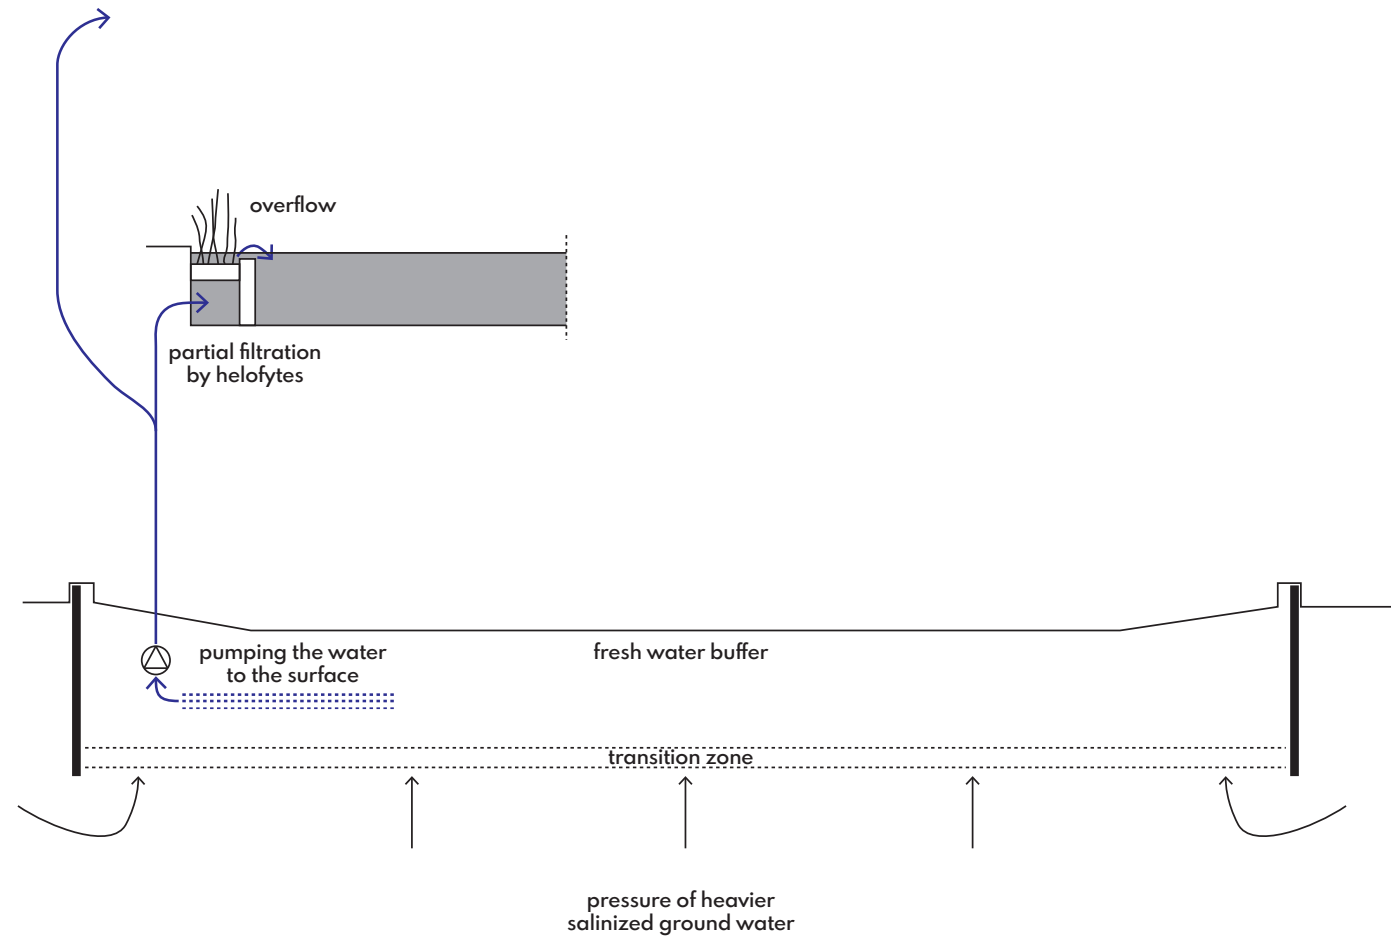 overflow
partial filtration
by helofytes
pumping the water
to the surface
fresh water buffer
transition zone
pressure of heavier
salinized ground water